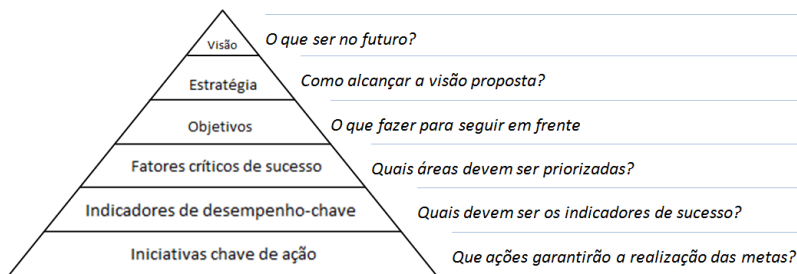 Visão
O que ser no futuro?
Estratégia
Como alcançar a visão proposta?
Objetivos
O que fazer para seguir em frente
Fatores críticos de sucesso
Quais áreas devem ser priorizadas?
Indicadores de desempenho-chave
Quais devem ser os indicadores de sucesso?
Iniciativas chave de ação
Que ações garantirão a realização das metas?